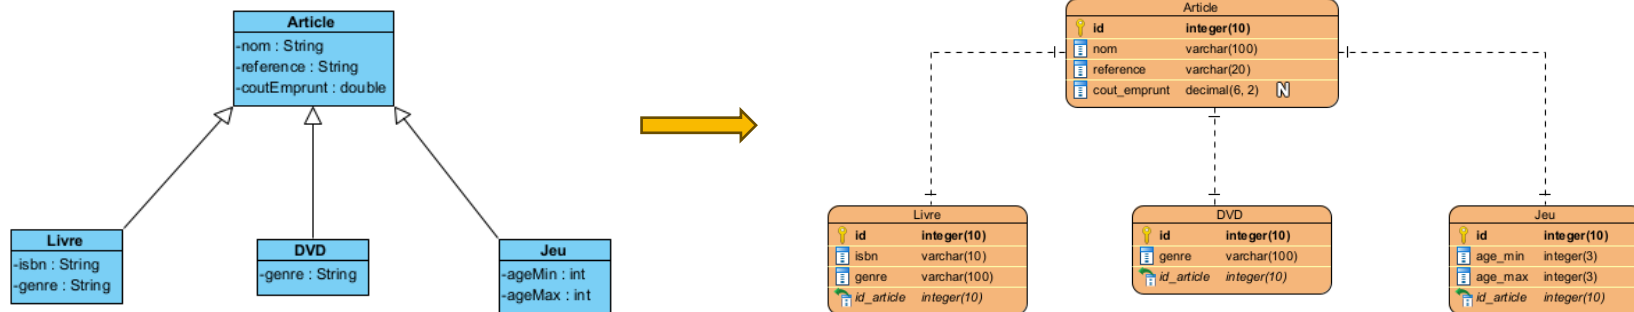 Article
-nom : String
-reference : String
-coutEmprunt : double
Livre
-isbn : String
-genre : String
DVD
-genre : String
Jeu
-ageMin : int
-ageMax : int
Article
id integer(10)
nom varchar(100)
reference varchar(20)
cout_emprunt decimal(6, 2) N
Livre
id integer(10)
isbn varchar(10)
genre varchar(100)
id_article integer(10)
DVD
id integer(10)
genre varchar(100)
id_article integer(10)
Jeu
id integer(10)
age_min integer(3)
age_max integer(3)
id_article integer(10)